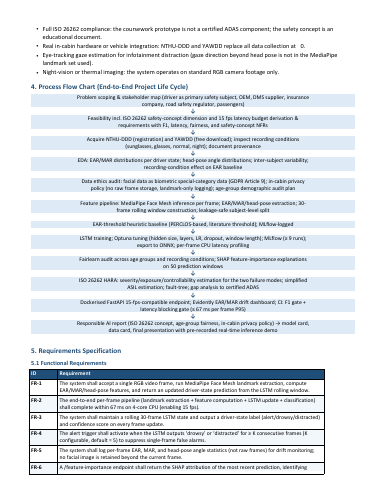 • Full ISO 26262 compliance: the coursework prototype is not a certified ADAS component; the safety concept is an
educational document.
• Real in-cabin hardware or vehicle integration: NTHU-DDD and YAWDD replace all data collection at 0.
• Eye-tracking gaze estimation for infotainment distraction (gaze direction beyond head pose is not in the MediaPipe
landmark set used).
• Night-vision or thermal imaging: the system operates on standard RGB camera footage only.
4. Process Flow Chart (End-to-End Project Life Cycle)
Problem scoping & stakeholder map (driver as primary safety subject, OEM, DMS supplier, insurance
company, road safety regulator, passengers)
↓
Feasibility incl. ISO 26262 safety dimension and 15 fps latency budget derivation &
requirements with F1, latency, fairness, and safety-concept NFRs
↓
Acquire NTHU-DDD (registration) and YAWDD (free download); inspect recording conditions
(sunglasses, glasses, normal, night); document provenance
↓
EDA: EAR/MAR distributions per driver state; head-pose angle distributions; inter-subject variability;
recording-condition effect on EAR baseline
↓
Data ethics audit: facial data as biometric special-category data (GDPR Article 9); in-cabin privacy
policy (no raw frame storage, landmark-only logging); age-group demographic audit plan
↓
Feature pipeline: MediaPipe Face Mesh inference per frame; EAR/MAR/head-pose extraction; 30-
frame rolling window construction; leakage-safe subject-level split
↓
EAR-threshold heuristic baseline (PERCLOS-based, literature threshold); MLflow-logged
↓
LSTM training; Optuna tuning (hidden size, layers, LR, dropout, window length); MLflow (≥ 9 runs);
export to ONNX; per-frame CPU latency profiling
↓
Fairlearn audit across age groups and recording conditions; SHAP feature-importance explanations
on 50 prediction windows
↓
ISO 26262 HARA: severity/exposure/controllability estimation for the two failure modes; simplified
ASIL estimation; fault-tree; gap analysis to certified ADAS
↓
Dockerised FastAPI 15-fps-compatible endpoint; Evidently EAR/MAR drift dashboard; CI: F1 gate +
latency blocking gate (≤ 67 ms per frame P95)
↓
Responsible AI report (ISO 26262 concept, age-group fairness, in-cabin privacy policy) → model card,
data card, final presentation with pre-recorded real-time inference demo
5. Requirements Specification
5.1 Functional Requirements
ID Requirement
FR-1 The system shall accept a single RGB video frame, run MediaPipe Face Mesh landmark extraction, compute
EAR/MAR/head-pose features, and return an updated driver-state prediction from the LSTM rolling window.
FR-2 The end-to-end per-frame pipeline (landmark extraction + feature computation + LSTM update + classification)
shall complete within 67 ms on 4-core CPU (enabling 15 fps).
FR-3 The system shall maintain a rolling 30-frame LSTM state and output a driver-state label (alert/drowsy/distracted)
and confidence score on every frame update.
FR-4 The alert trigger shall activate when the LSTM outputs 'drowsy' or 'distracted' for ≥ K consecutive frames (K
configurable, default = 5) to suppress single-frame false alarms.
FR-5 The system shall log per-frame EAR, MAR, and head-pose angle statistics (not raw frames) for drift monitoring;
no facial image is retained beyond the current frame.
FR-6 A /feature-importance endpoint shall return the SHAP attribution of the most recent prediction, identifying